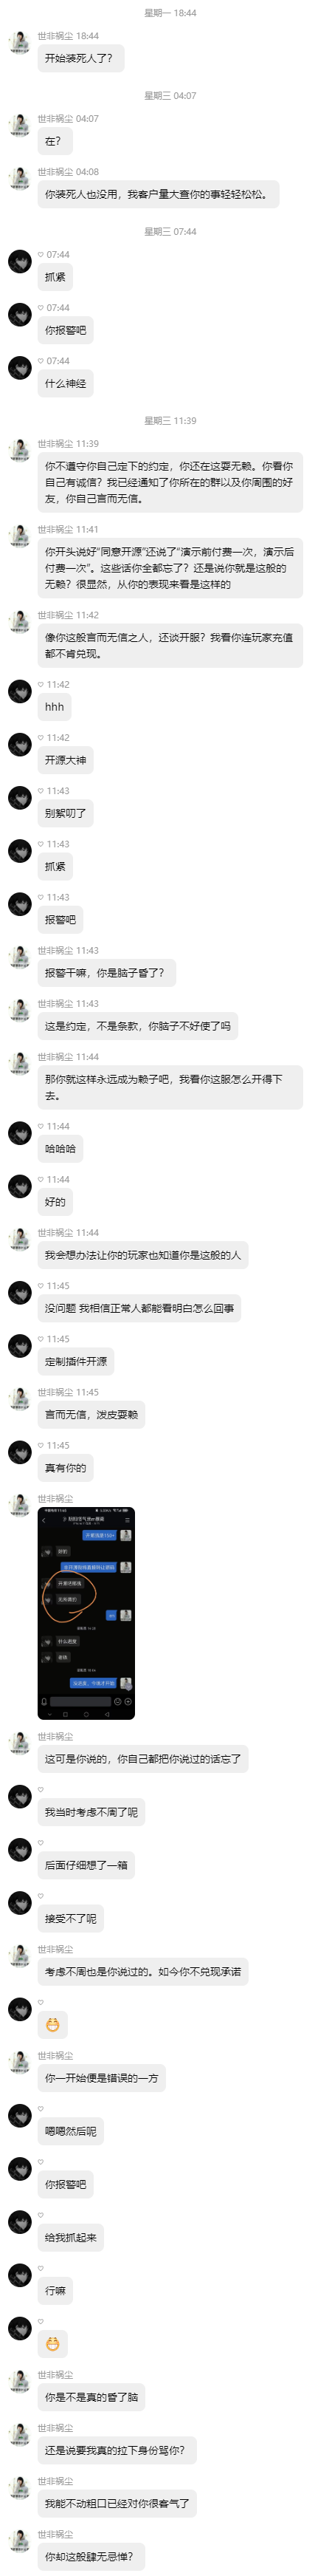 星期一 18:44
世非祸尘 18:44
开始装死人了？
星期三 04:07
世非祸尘 04:07
在？
世非祸尘 04:08
你装死人也没用，我客户量大查你的事轻轻松松。
星期三 07:44
♡ 07:44
抓紧
♡ 07:44
你报警吧
♡ 07:44
什么神经
星期三 11:39
世非祸尘 11:39
你不遵守你自己定下的约定，你还在这耍无赖。你看你
自己有诚信？我已经通知了你所在的群以及你周围的好
友，你自己言而无信。
世非祸尘 11:41
你开头说好“同意开源”还说了“演示前付费一次，演示后
付费一次”。这些话你全都忘了？还是说你就是这般的
无赖？很显然，从你的表现来看是这样的
世非祸尘 11:42
像你这般言而无信之人，还谈开服？我看你连玩家充值
都不肯兑现。
♡ 11:42
hhh
♡ 11:42
开源大神
♡ 11:43
别絮叨了
♡ 11:43
抓紧
♡ 11:43
报警吧
世非祸尘 11:43
报警干嘛，你是脑子昏了？
世非祸尘 11:43
这是约定，不是条款，你脑子不好使了吗
世非祸尘 11:44
那你就这样永远成为赖子吧，我看你这服怎么开得下
去。
♡ 11:44
哈哈哈
♡ 11:44
好的
世非祸尘 11:44
我会想办法让你的玩家也知道你是这般的人
♡ 11:45
没问题 我相信正常人都能看明白怎么回事
♡ 11:45
定制插件开源
世非祸尘 11:45
言而无信，泼皮耍赖
♡ 11:45
真有你的
世非祸尘
世非祸尘
这可是你说的，你自己都把你说过的话忘了
♡
我当时考虑不周了呢
♡
后面仔细想了一箱
♡
接受不了呢
世非祸尘
考虑不周也是你说过的。如今你不兑现承诺
♡
世非祸尘
你一开始便是错误的一方
♡
嗯嗯然后呢
♡
你报警吧
♡
给我抓起来
♡
行嘛
♡
世非祸尘
你是不是真的昏了脑
世非祸尘
还是说要我真的拉下身份骂你？
世非祸尘
我能不动粗口已经对你很客气了
世非祸尘
你却这般肆无忌惮？